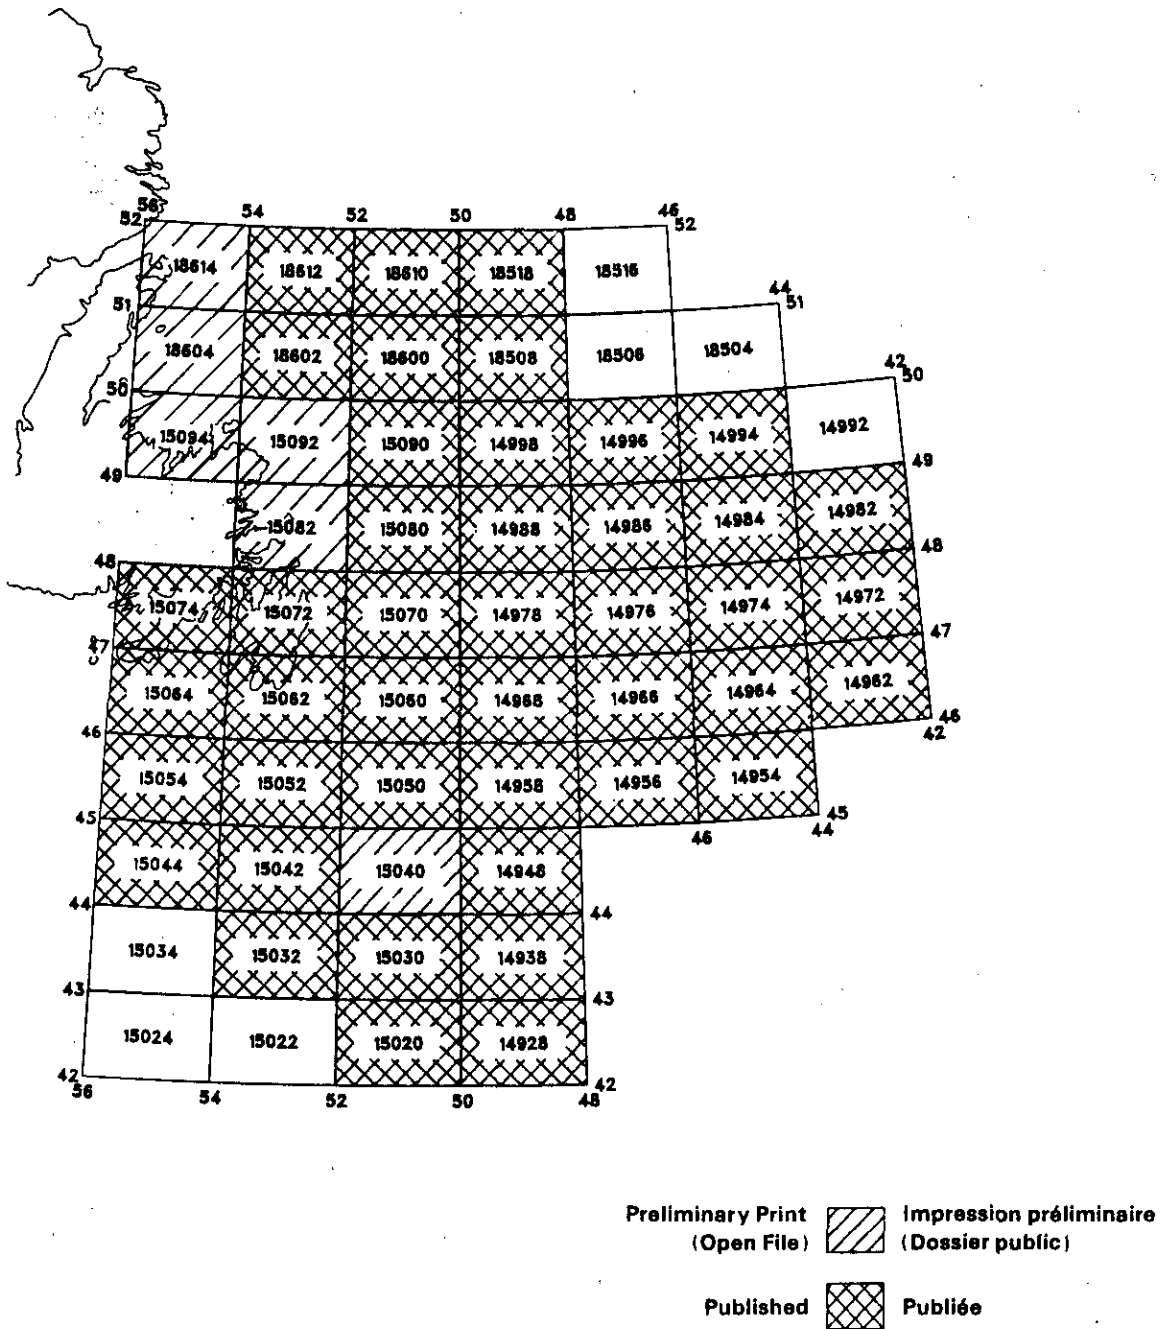 56 54 52 50 48 46
52 52
18614 18612 18610 18518 18516
44
51 51
18604 18602 18600 18508 18506 18504
42
50 50
15094 15092 15090 14998 14996 14994 14992
49 49
15082 15080 14988 14986 14984 14982
48 48
15074 15072 15070 14978 14976 14974 14972
47 47
15064 15062 15060 14968 14966 14964 14962
46 46
42
15054 15052 15050 14958 14956 14954
45 45
46 44
15044 15042 15040 14948
44 44
15034 15032 15030 14938
43 43
15024 15022 15020 14928
42 42
56 54 52 50 48
Preliminary Print Impression préliminaire
(Open File) (Dossier public)
Published Publiée